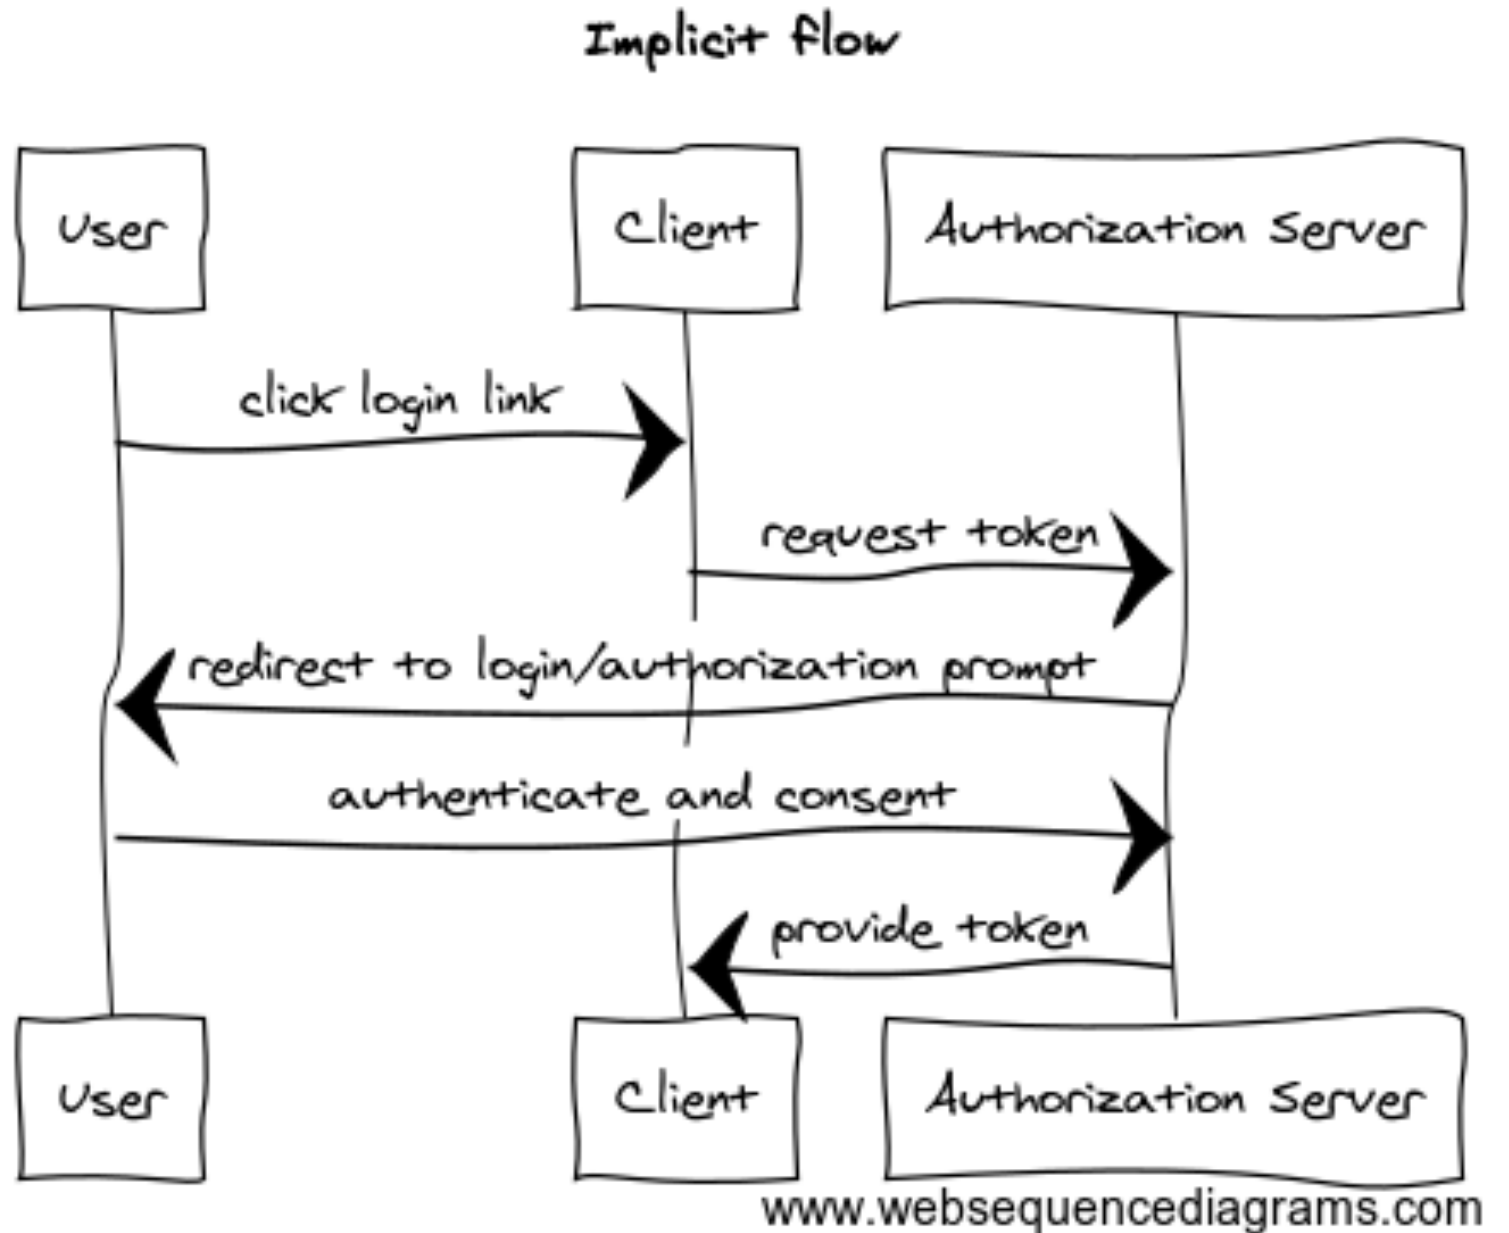 Implicit flow
User
Client
Authorization Server
click login link
request token
redirect to login/authorization prompt
authenticate and consent
provide token
User
Client
Authorization Server
www.websequencediagrams.com